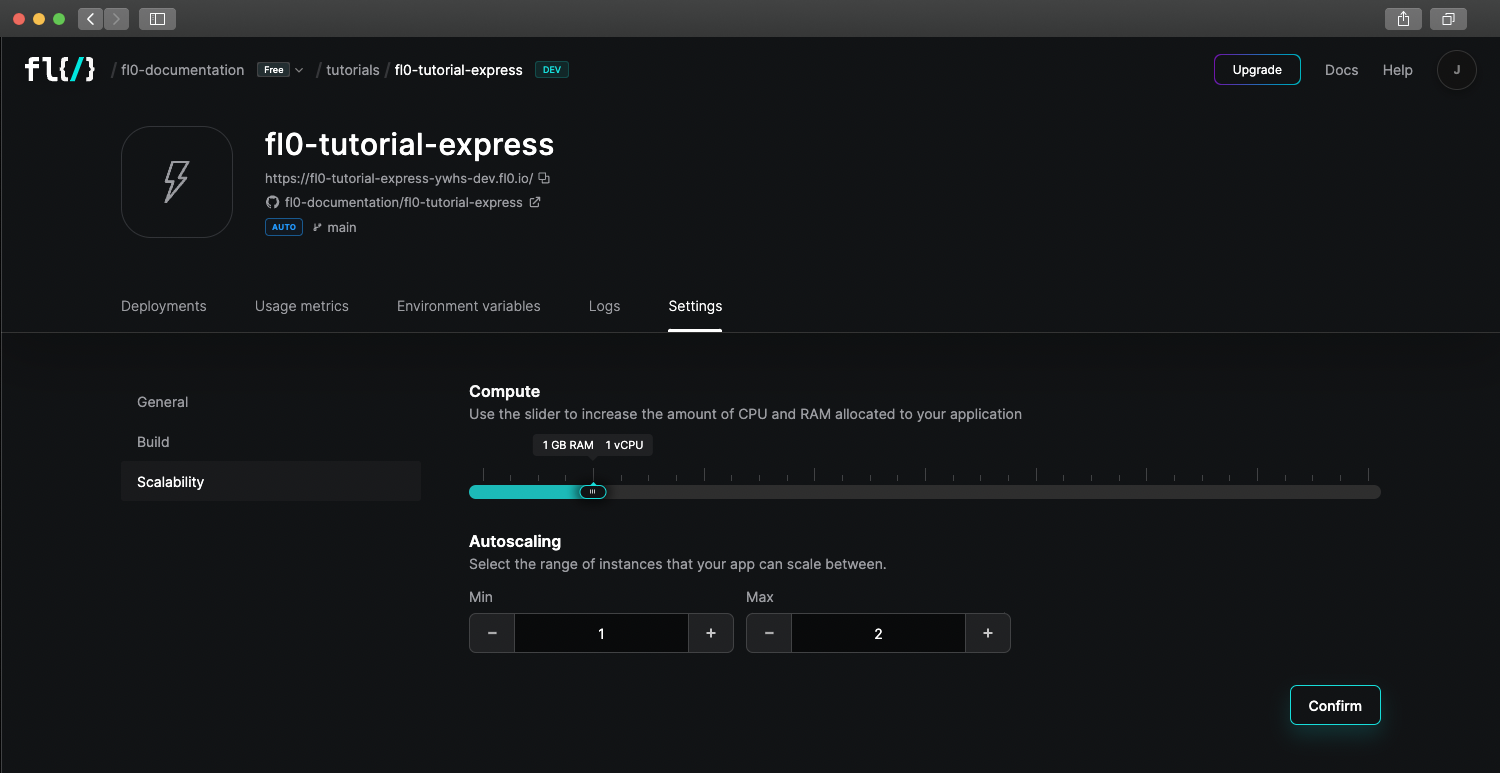 fl{/} / fl0-documentation Free / tutorials / fl0-tutorial-express DEV Upgrade Docs Help J
fl0-tutorial-express
https://fl0-tutorial-express-ywhs-dev.fl0.io/
fl0-documentation/fl0-tutorial-express
AUTO main
Deployments Usage metrics Environment variables Logs Settings
General
Build
Scalability
Compute
Use the slider to increase the amount of CPU and RAM allocated to your application
1 GB RAM 1 vCPU
Autoscaling
Select the range of instances that your app can scale between.
Min Max
− 1 + − 2 +
Confirm